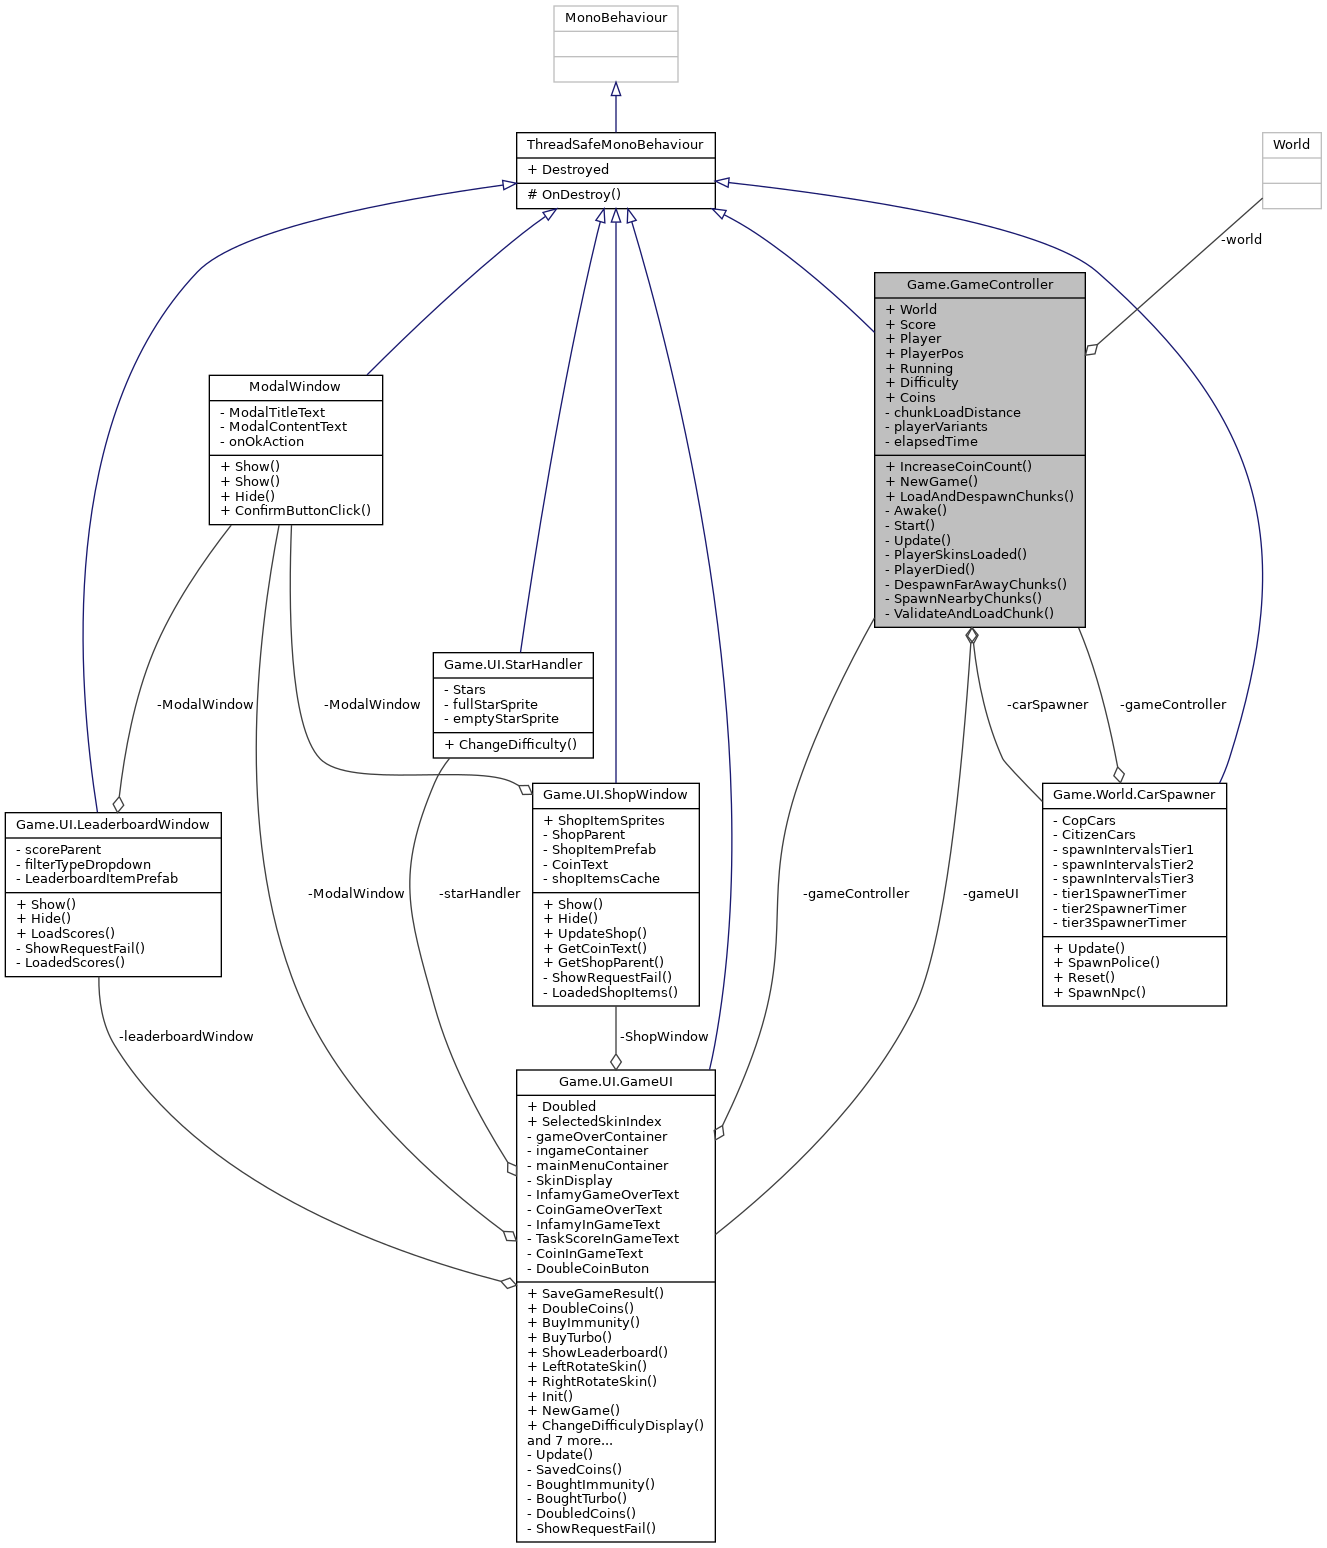 MonoBehaviour
ThreadSafeMonoBehaviour
+ Destroyed
# OnDestroy()
World
-world
Game.GameController
+ World
+ Score
+ Player
+ PlayerPos
+ Running
+ Difficulty
+ Coins
- chunkLoadDistance
- playerVariants
- elapsedTime
+ IncreaseCoinCount()
+ NewGame()
+ LoadAndDespawnChunks()
- Awake()
- Start()
- Update()
- PlayerSkinsLoaded()
- PlayerDied()
- DespawnFarAwayChunks()
- SpawnNearbyChunks()
- ValidateAndLoadChunk()
ModalWindow
- ModalTitleText
- ModalContentText
- onOkAction
+ Show()
+ Show()
+ Hide()
+ ConfirmButtonClick()
Game.UI.StarHandler
- Stars
- fullStarSprite
- emptyStarSprite
+ ChangeDifficulty()
-ModalWindow
-ModalWindow
-carSpawner
-gameController
Game.UI.ShopWindow
+ ShopItemSprites
- ShopParent
- ShopItemPrefab
- CoinText
- shopItemsCache
+ Show()
+ Hide()
+ UpdateShop()
+ GetCoinText()
+ GetShopParent()
- ShowRequestFail()
- LoadedShopItems()
Game.World.CarSpawner
- CopCars
- CitizenCars
- spawnIntervalsTier1
- spawnIntervalsTier2
- spawnIntervalsTier3
- tier1SpawnerTimer
- tier2SpawnerTimer
- tier3SpawnerTimer
+ Update()
+ SpawnPolice()
+ Reset()
+ SpawnNpc()
Game.UI.LeaderboardWindow
- scoreParent
- filterTypeDropdown
- LeaderboardItemPrefab
+ Show()
+ Hide()
+ LoadScores()
- ShowRequestFail()
- LoadedScores()
-ModalWindow
-starHandler
-gameController
-gameUI
-leaderboardWindow
-ShopWindow
Game.UI.GameUI
+ Doubled
+ SelectedSkinIndex
- gameOverContainer
- ingameContainer
- mainMenuContainer
- SkinDisplay
- InfamyGameOverText
- CoinGameOverText
- InfamyInGameText
- TaskScoreInGameText
- CoinInGameText
- DoubleCoinButon
+ SaveGameResult()
+ DoubleCoins()
+ BuyImmunity()
+ BuyTurbo()
+ ShowLeaderboard()
+ LeftRotateSkin()
+ RightRotateSkin()
+ Init()
+ NewGame()
+ ChangeDifficulyDisplay()
and 7 more...
- Update()
- SavedCoins()
- BoughtImmunity()
- BoughtTurbo()
- DoubledCoins()
- ShowRequestFail()